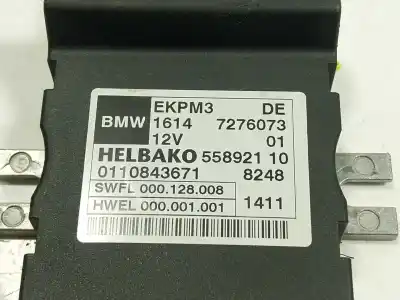 EKPM3 DE
BMW 1614 7276073
12V 01
HELBAKO 558921 10
0110843671 8248
SWFL 000.128.008
HWEL 000.001.001 1411